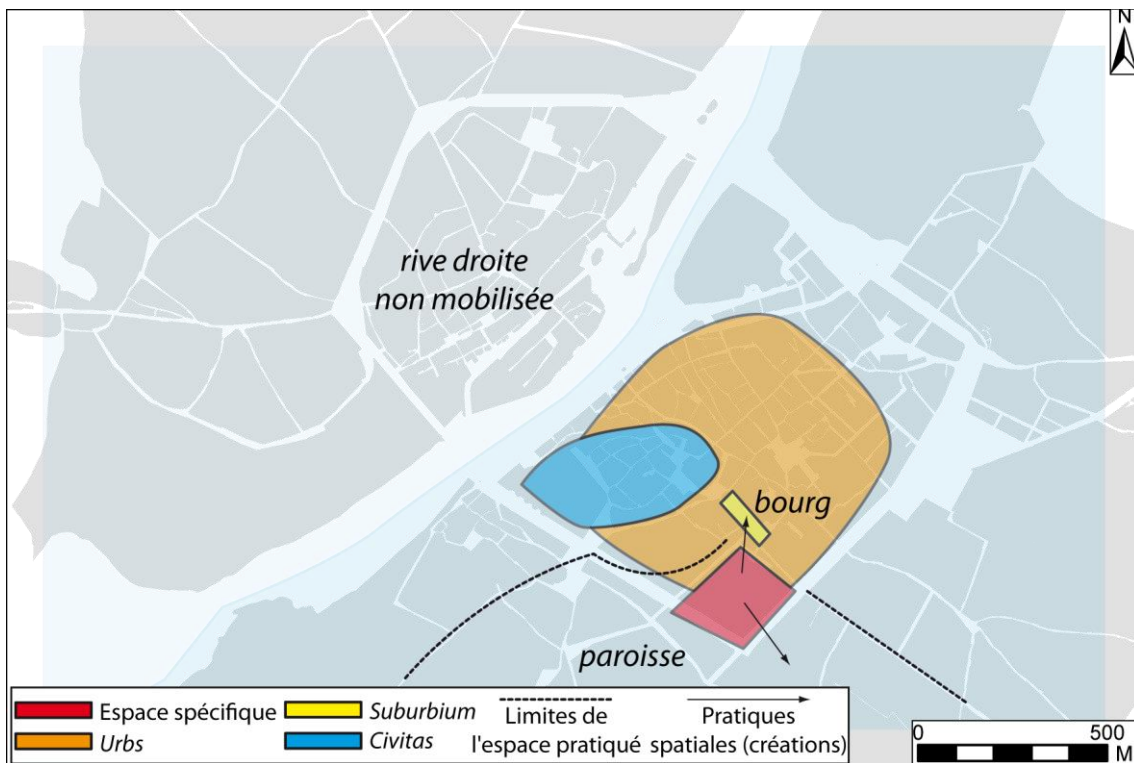 N
rive droite
non mobilisée
bourg
paroisse
Espace spécifique
Suburbium
Limites de
Pratiques
Urbs
Civitas
l'espace pratiqué
spatiales (créations)
0
500
M